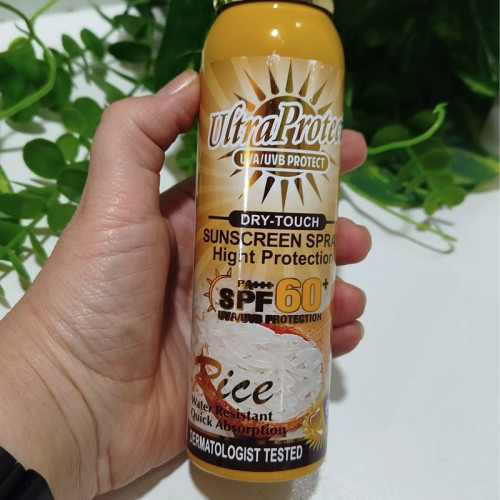 UltraProtect
UVA/UVB PROTECT
DRY-TOUCH
SUNSCREEN SPRA
Hight Protection
PA+++
SPF60+
UVA/UVB PROTECTION
Rice
Water Resistant
Quick Absorption
DERMATOLOGIST TESTED